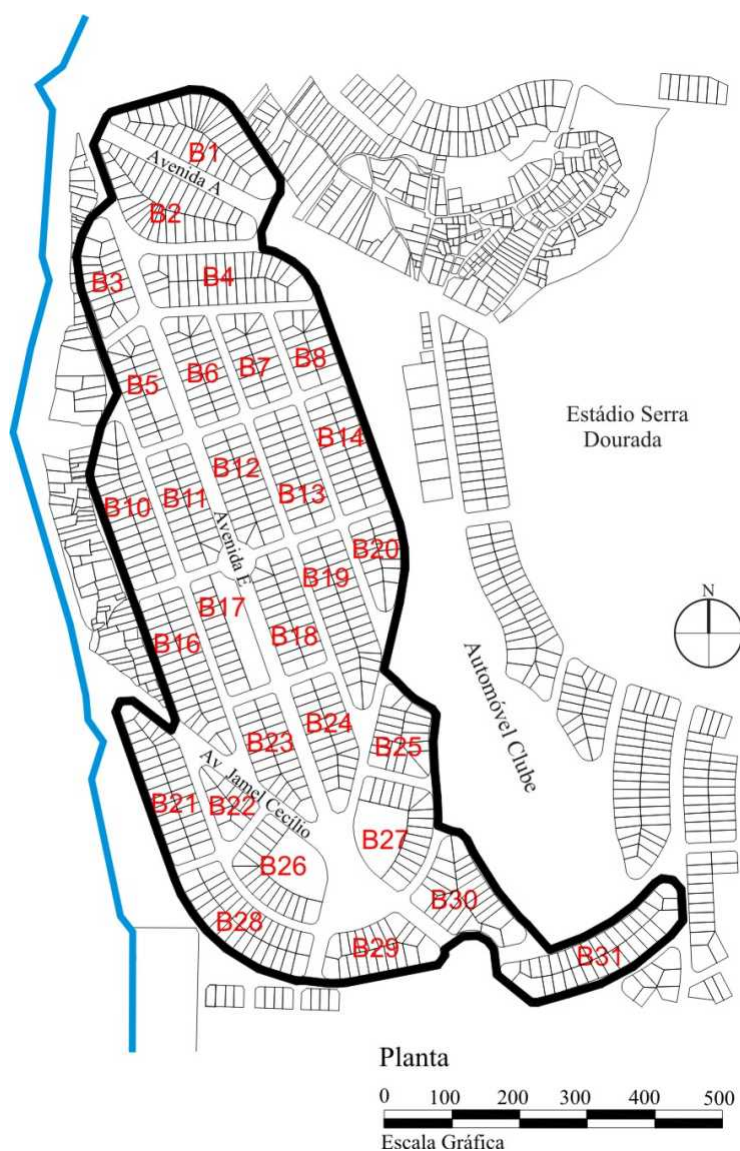 B1
Avenida A
B2
B3
B4
B5
B6
B7
B8
Estádio Serra
Dourada
B10
B11
B12
B13
B14
Avenida E
B16
B17
B18
B19
B20
N
Automóvel Clube
B21
B22
B23
B24
B25
Av. Jamel Cecílio
B26
B27
B28
B29
B30
B31
Planta
0 100 200 300 400 500
Escala Gráfica